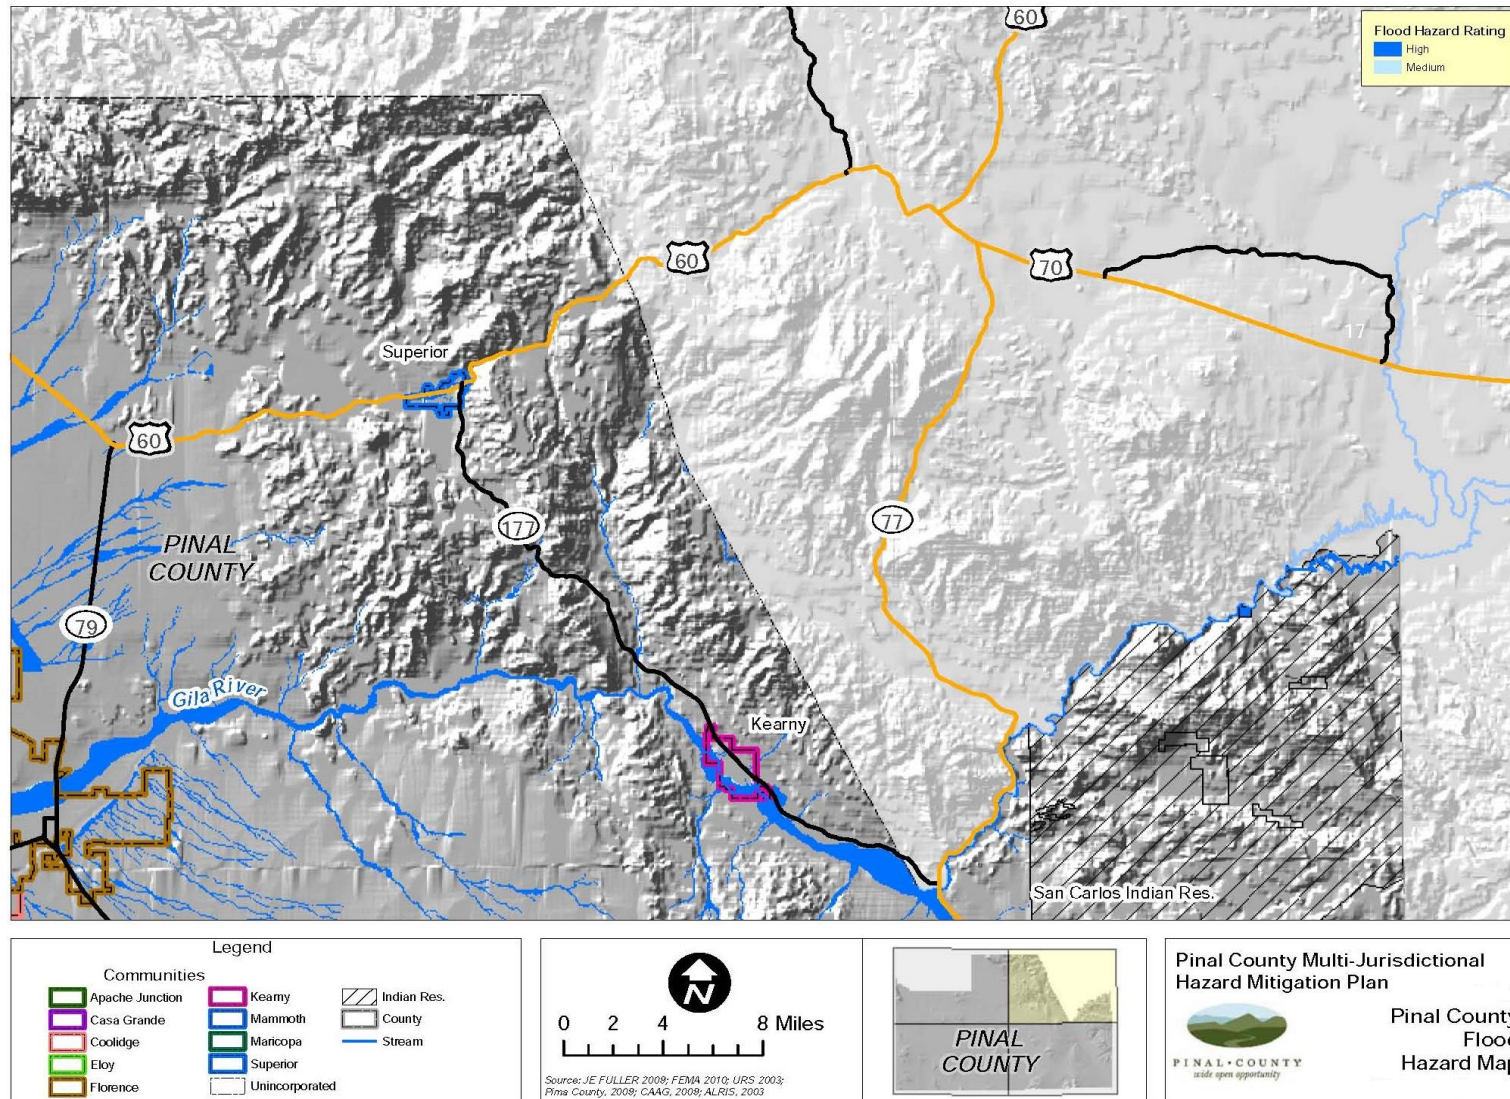 60
Flood Hazard Rating
High
Medium
60
70
17
Superior
60
77
177
PINAL
COUNTY
79
Gila River
Kearny
San Carlos Indian Res.
Legend
Communities
Apache Junction
Casa Grande
Coolidge
Eloy
Florence
Kearny
Mammoth
Maricopa
Superior
Unincorporated
Indian Res.
County
Stream
N
0 2 4 8 Miles
Source: JE FULLER 2009; FEMA 2010; URS 2003;
Pima County, 2009; CAAG, 2009; ALRIS, 2003
PINAL
COUNTY
Pinal County Multi-Jurisdictional
Hazard Mitigation Plan
PINAL • COUNTY
wide open opportunity
Pinal County
Flood
Hazard Map